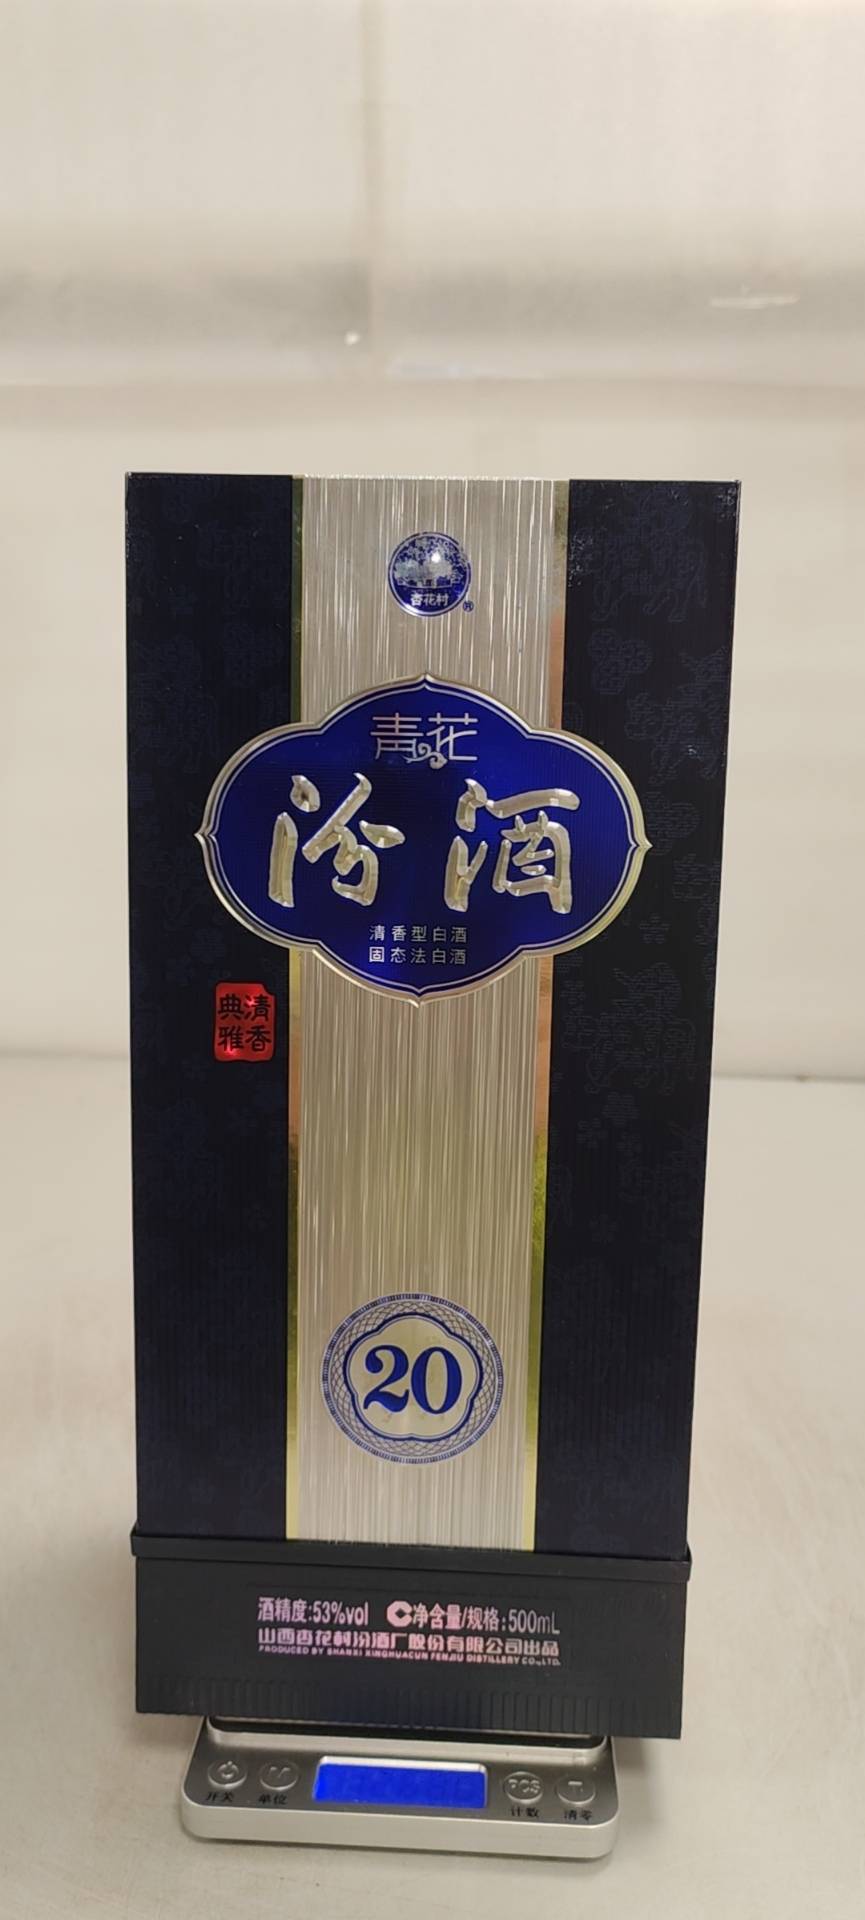 杏花村
®
青花
汾酒
清香型白酒
固态法白酒
清香
典雅
20
酒精度:53%vol C净含量/规格:500mL
山西杏花村汾酒厂股份有限公司出品
PRODUCED BY SHANXI XINGHUACUN FENJIU DISTILLERY CO.,LTD.
PCS
开关 单位 计数 清零